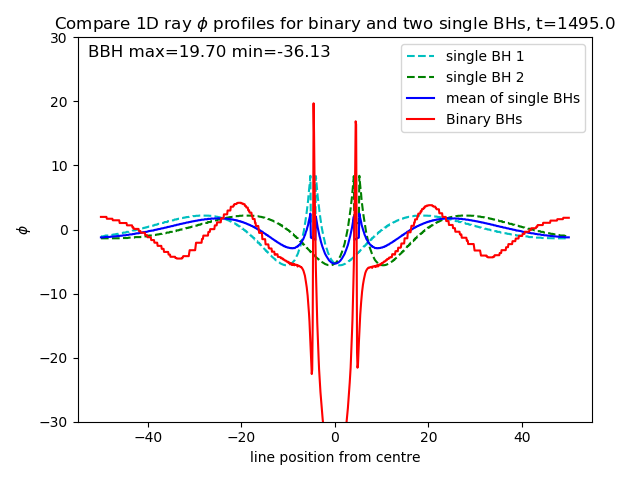 Compare 1D ray ϕ profiles for binary and two single BHs, t=1495.0
BBH max=19.70 min=-36.13
single BH 1
single BH 2
mean of single BHs
Binary BHs
30
20
10
0
−10
−20
−30
ϕ
−40
−20
0
20
40
line position from centre